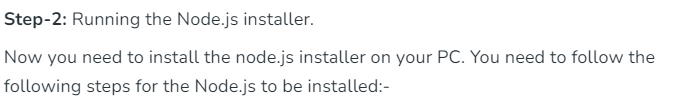 Step-2: Running the Node.js installer.
Now you need to install the node.js installer on your PC. You need to follow the
following steps for the Node.js to be installed:-